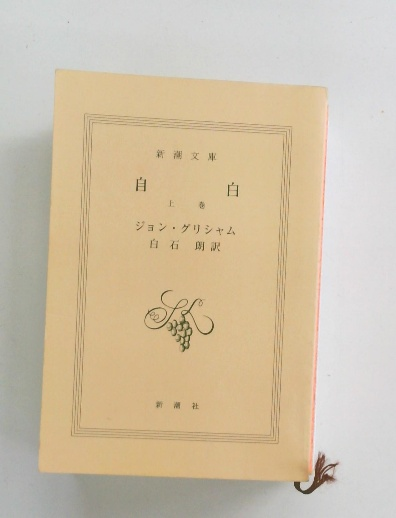 新潮文庫
自 白
上 巻
ジョン・グリシャム
白石 朗訳
新潮社